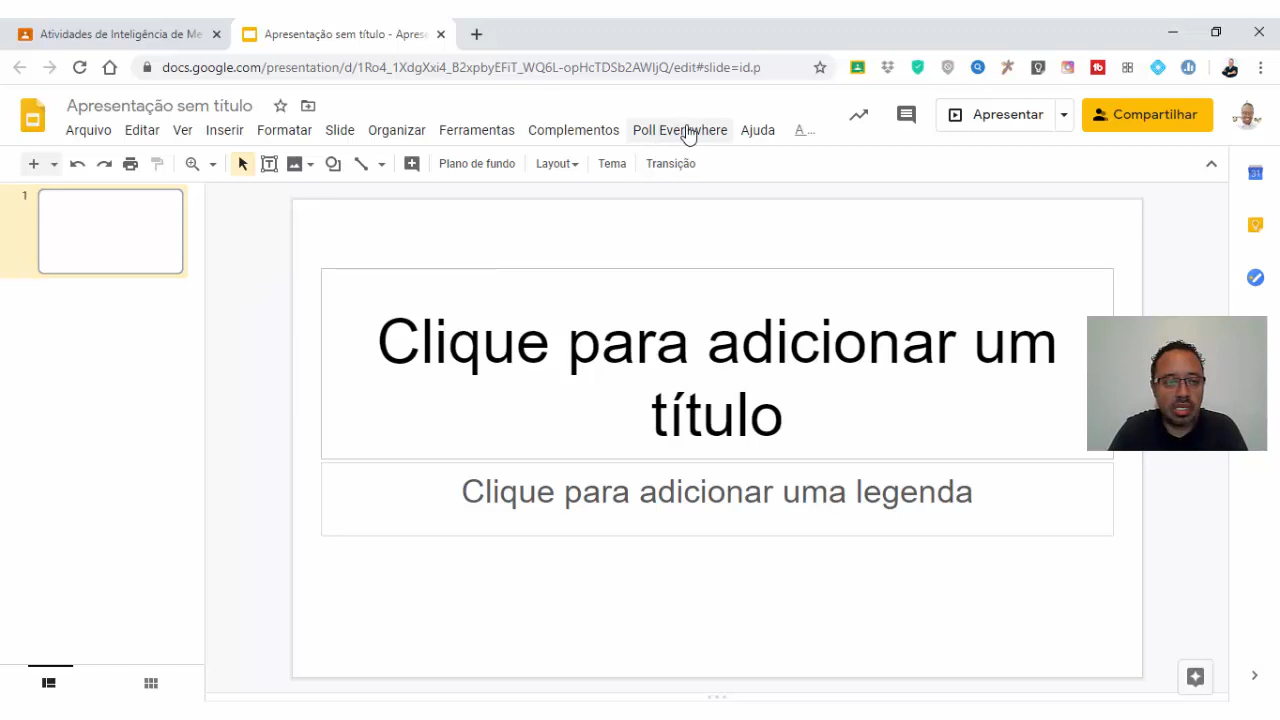 Atividades de Inteligência de Me
Apresentação sem título - Apres
docs.google.com/presentation/d/1Ro4_1XdgXxi4_B2xpbyEFiT_WQ6L-opHcTDSb2AWIjQ/edit#slide=id.p
Apresentação sem título
Apresentar
Compartilhar
Arquivo Editar Ver Inserir Formatar Slide Organizar Ferramentas Complementos Poll Everywhere Ajuda A...
Plano de fundo Layout Tema Transição
31
1
Clique para adicionar um
título
Clique para adicionar uma legenda